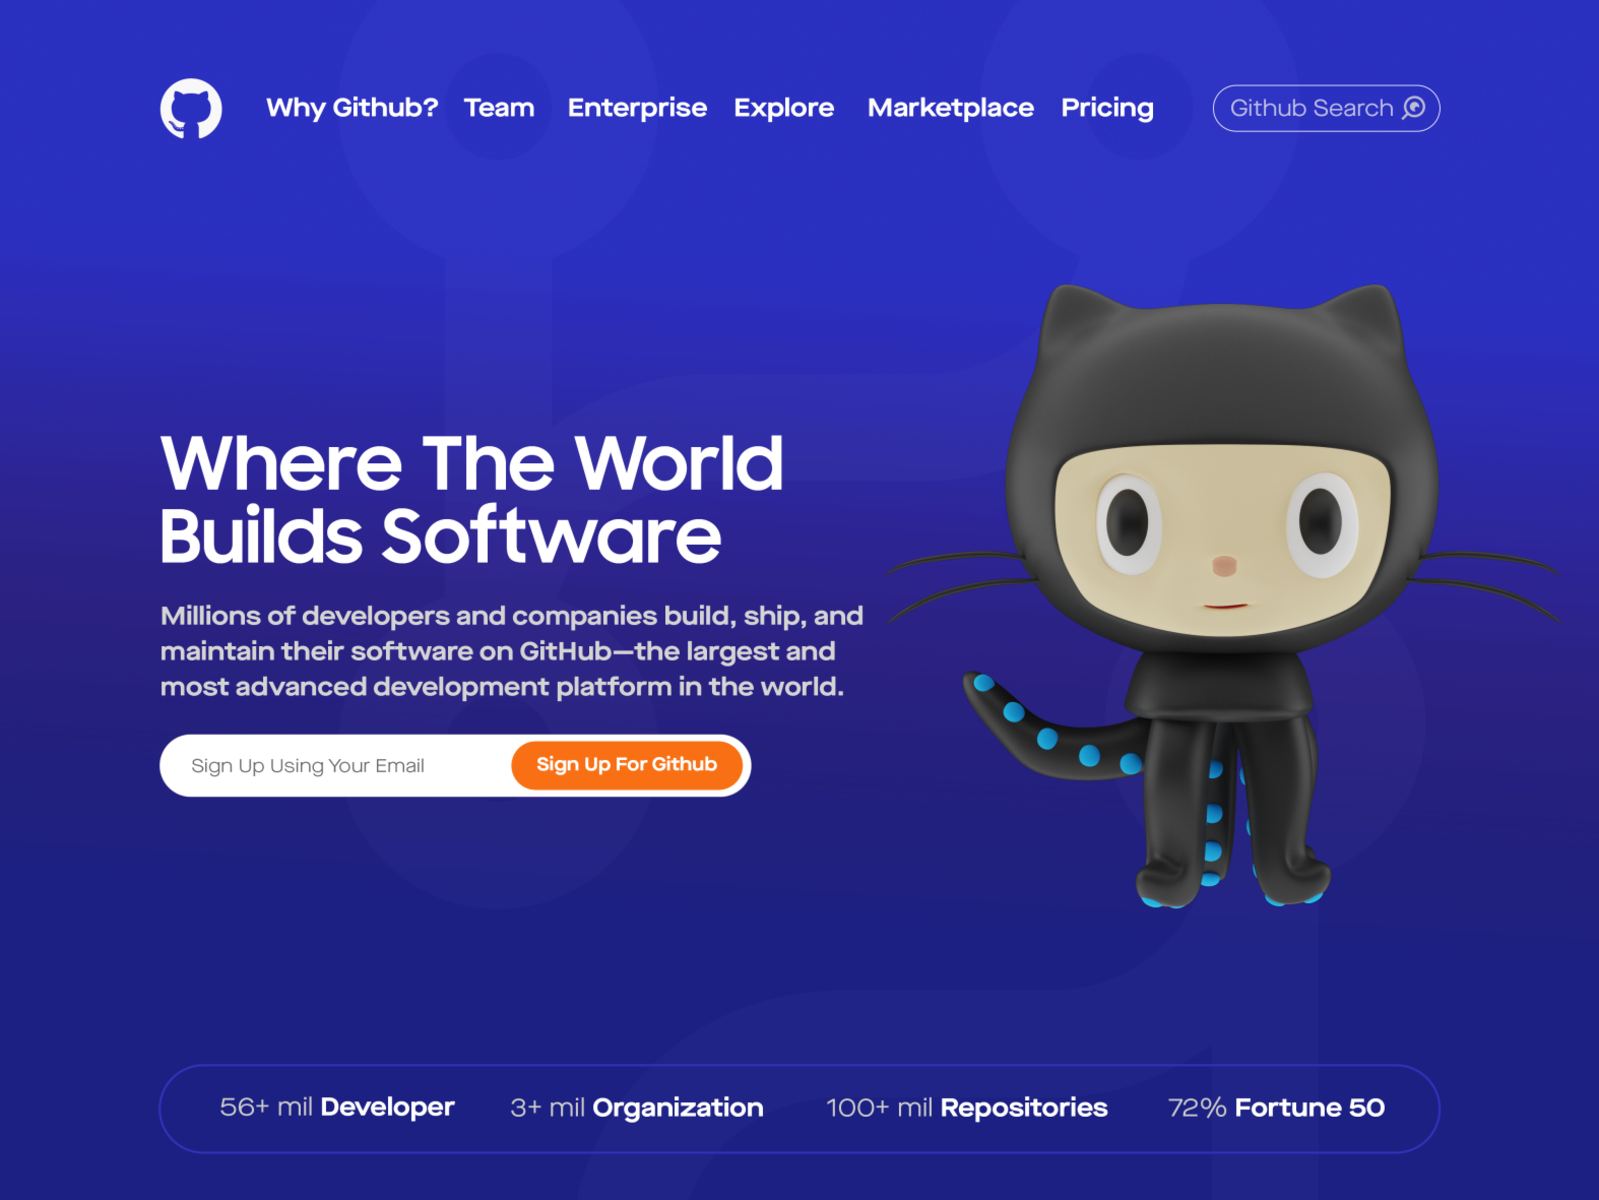 Why Github? Team Enterprise Explore Marketplace Pricing Github Search
Where The World
Builds Software
Millions of developers and companies build, ship, and
maintain their software on GitHub—the largest and
most advanced development platform in the world.
Sign Up Using Your Email Sign Up For Github
56+ mil Developer 3+ mil Organization 100+ mil Repositories 72% Fortune 50